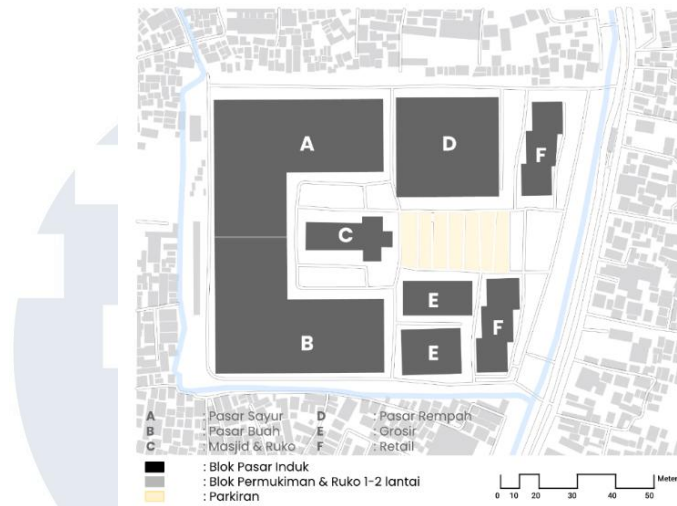 A
D
F
C
E
F
B
E
A : Pasar Sayur D : Pasar Rempah
B : Pasar Buah E : Grosir
C : Masjid & Ruko F : Retail
: Blok Pasar Induk
: Blok Permukiman & Ruko 1-2 lantai
: Parkiran
Meter
0 10 20 30 40 50